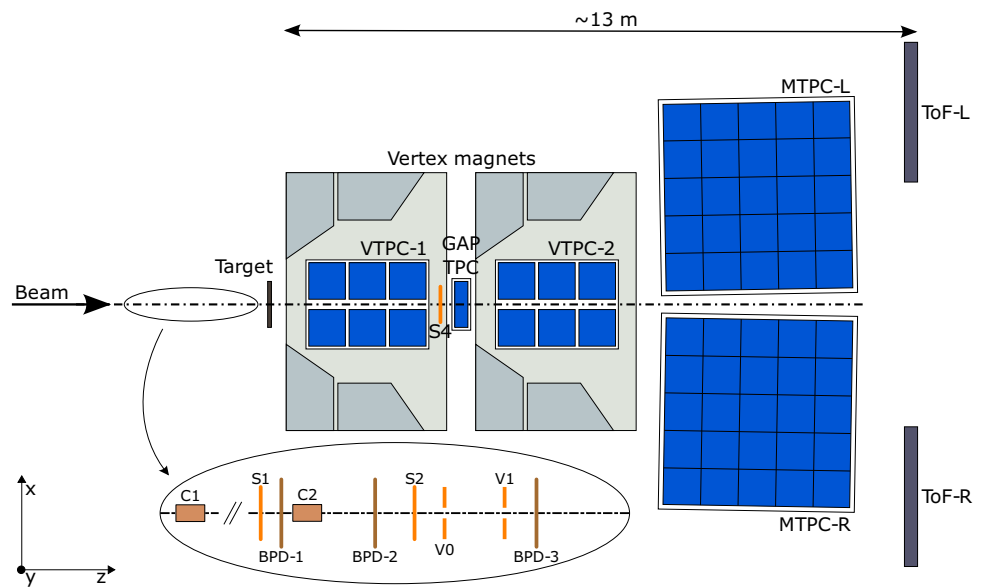 ~13 m
MTPC-L
ToF-L
Vertex magnets
VTPC-1
GAP
TPC
VTPC-2
Target
Beam
S4
x
y
z
C1
S1
BPD-1
C2
BPD-2
S2
V0
V1
BPD-3
MTPC-R
ToF-R